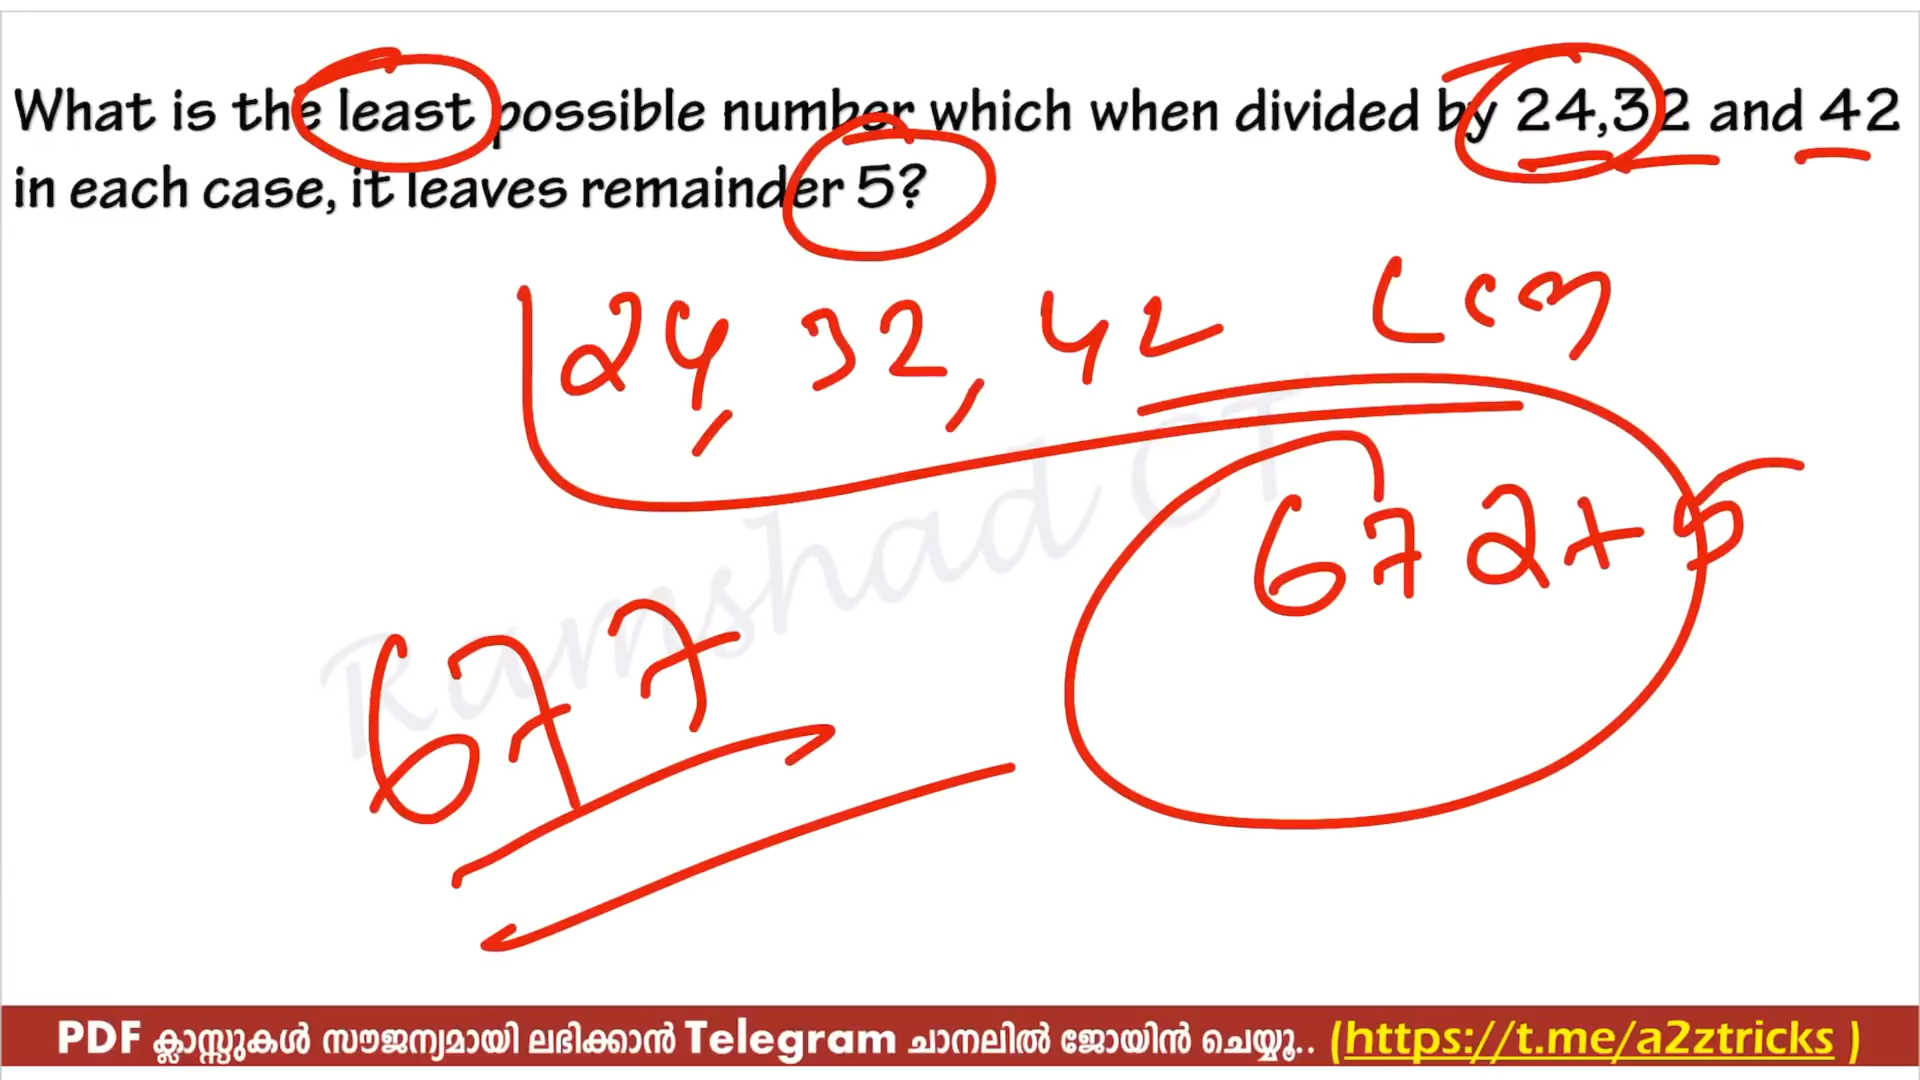 What is the least possible number which when divided by 24,32 and 42
in each case, it leaves remainder 5?
24, 32, 42 LCM
672+5
677
Ramshad CT
PDF ക്ലാസ്സുകൾ സൗജന്യമായി ലഭിക്കാൻ Telegram ചാനലിൽ ജോയിൻ ചെയ്യൂ.. (https://t.me/a2ztricks )